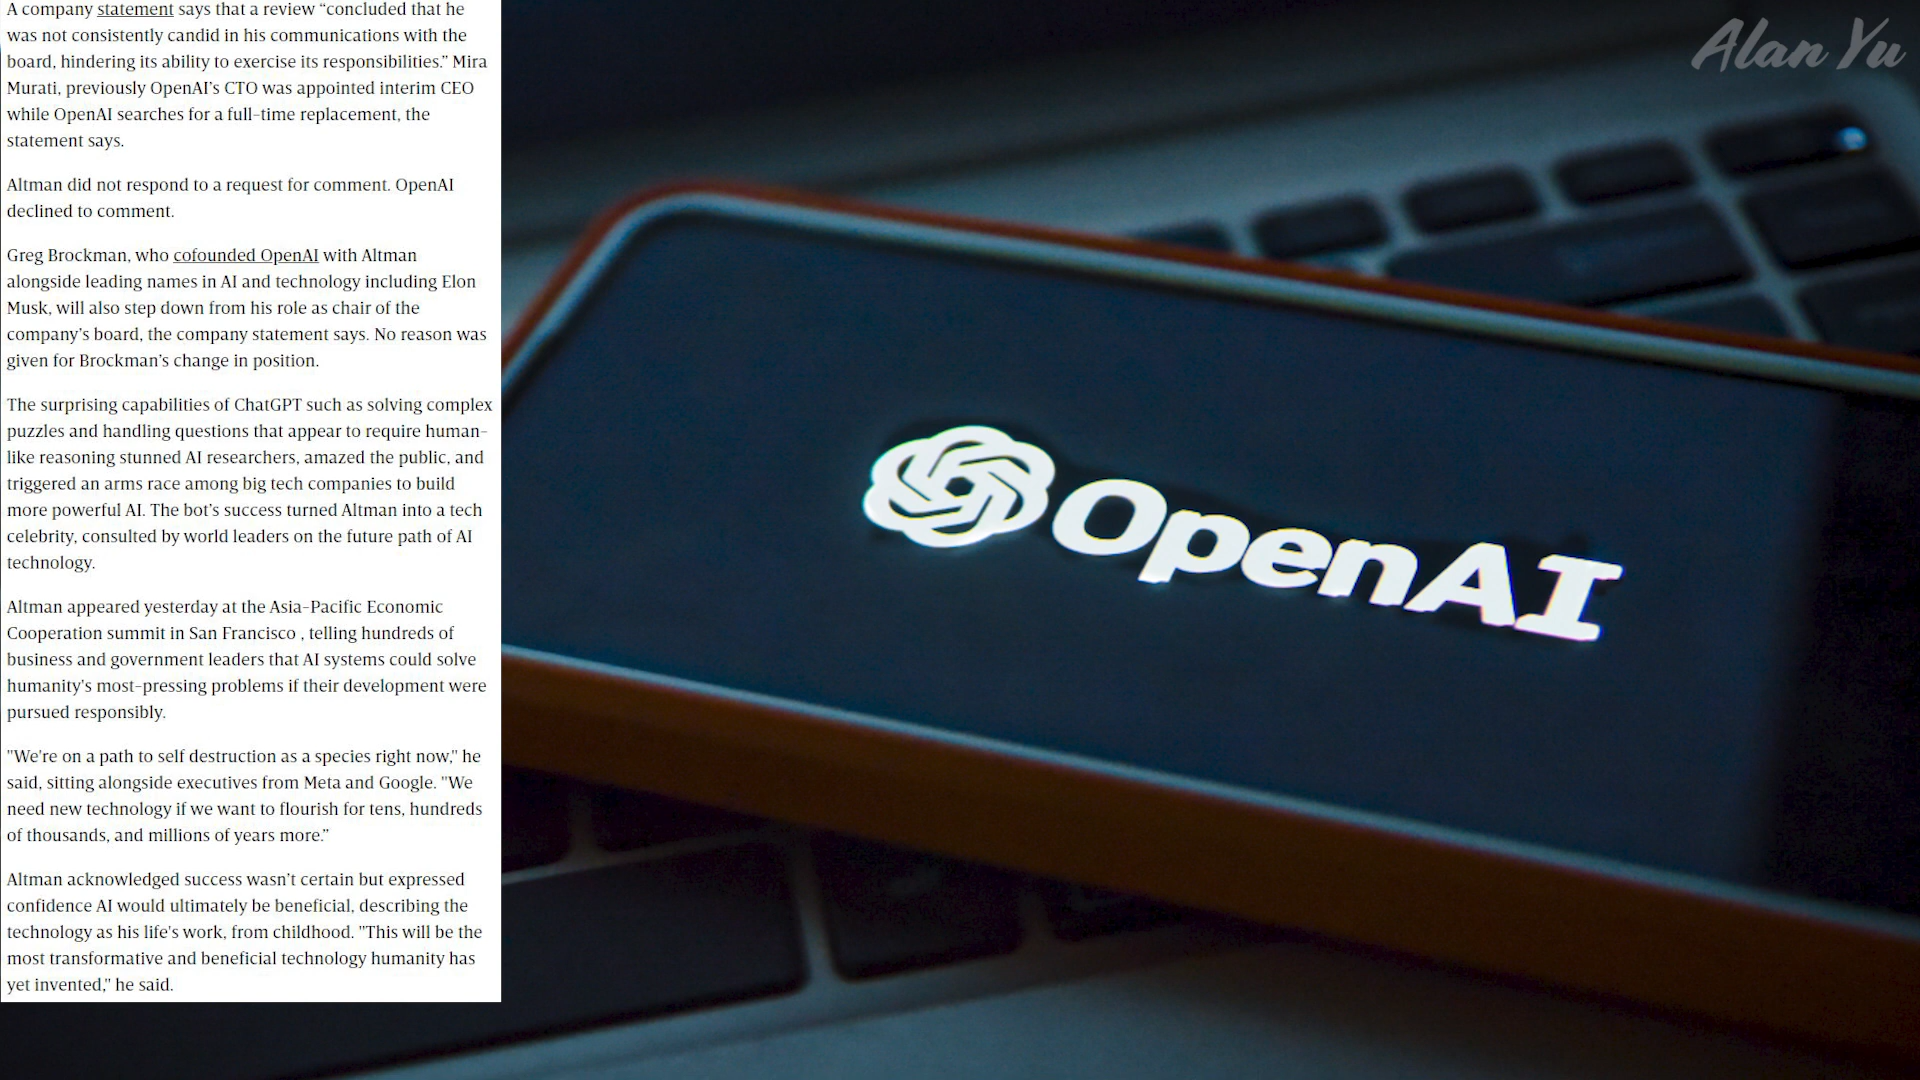 A company statement says that a review “concluded that he
was not consistently candid in his communications with the
board, hindering its ability to exercise its responsibilities.” Mira
Murati, previously OpenAI’s CTO was appointed interim CEO
while OpenAI searches for a full-time replacement, the
statement says.
Altman did not respond to a request for comment. OpenAI
declined to comment.
Greg Brockman, who cofounded OpenAI with Altman
alongside leading names in AI and technology including Elon
Musk, will also step down from his role as chair of the
company’s board, the company statement says. No reason was
given for Brockman’s change in position.
The surprising capabilities of ChatGPT such as solving complex
puzzles and handling questions that appear to require human-
like reasoning stunned AI researchers, amazed the public, and
triggered an arms race among big tech companies to build
more powerful AI. The bot’s success turned Altman into a tech
celebrity, consulted by world leaders on the future path of AI
technology.
Altman appeared yesterday at the Asia-Pacific Economic
Cooperation summit in San Francisco , telling hundreds of
business and government leaders that AI systems could solve
humanity’s most-pressing problems if their development were
pursued responsibly.
"We're on a path to self destruction as a species right now," he
said, sitting alongside executives from Meta and Google. "We
need new technology if we want to flourish for tens, hundreds
of thousands, and millions of years more.”
Altman acknowledged success wasn’t certain but expressed
confidence AI would ultimately be beneficial, describing the
technology as his life's work, from childhood. "This will be the
most transformative and beneficial technology humanity has
yet invented," he said.
Alan Yu
OpenAI